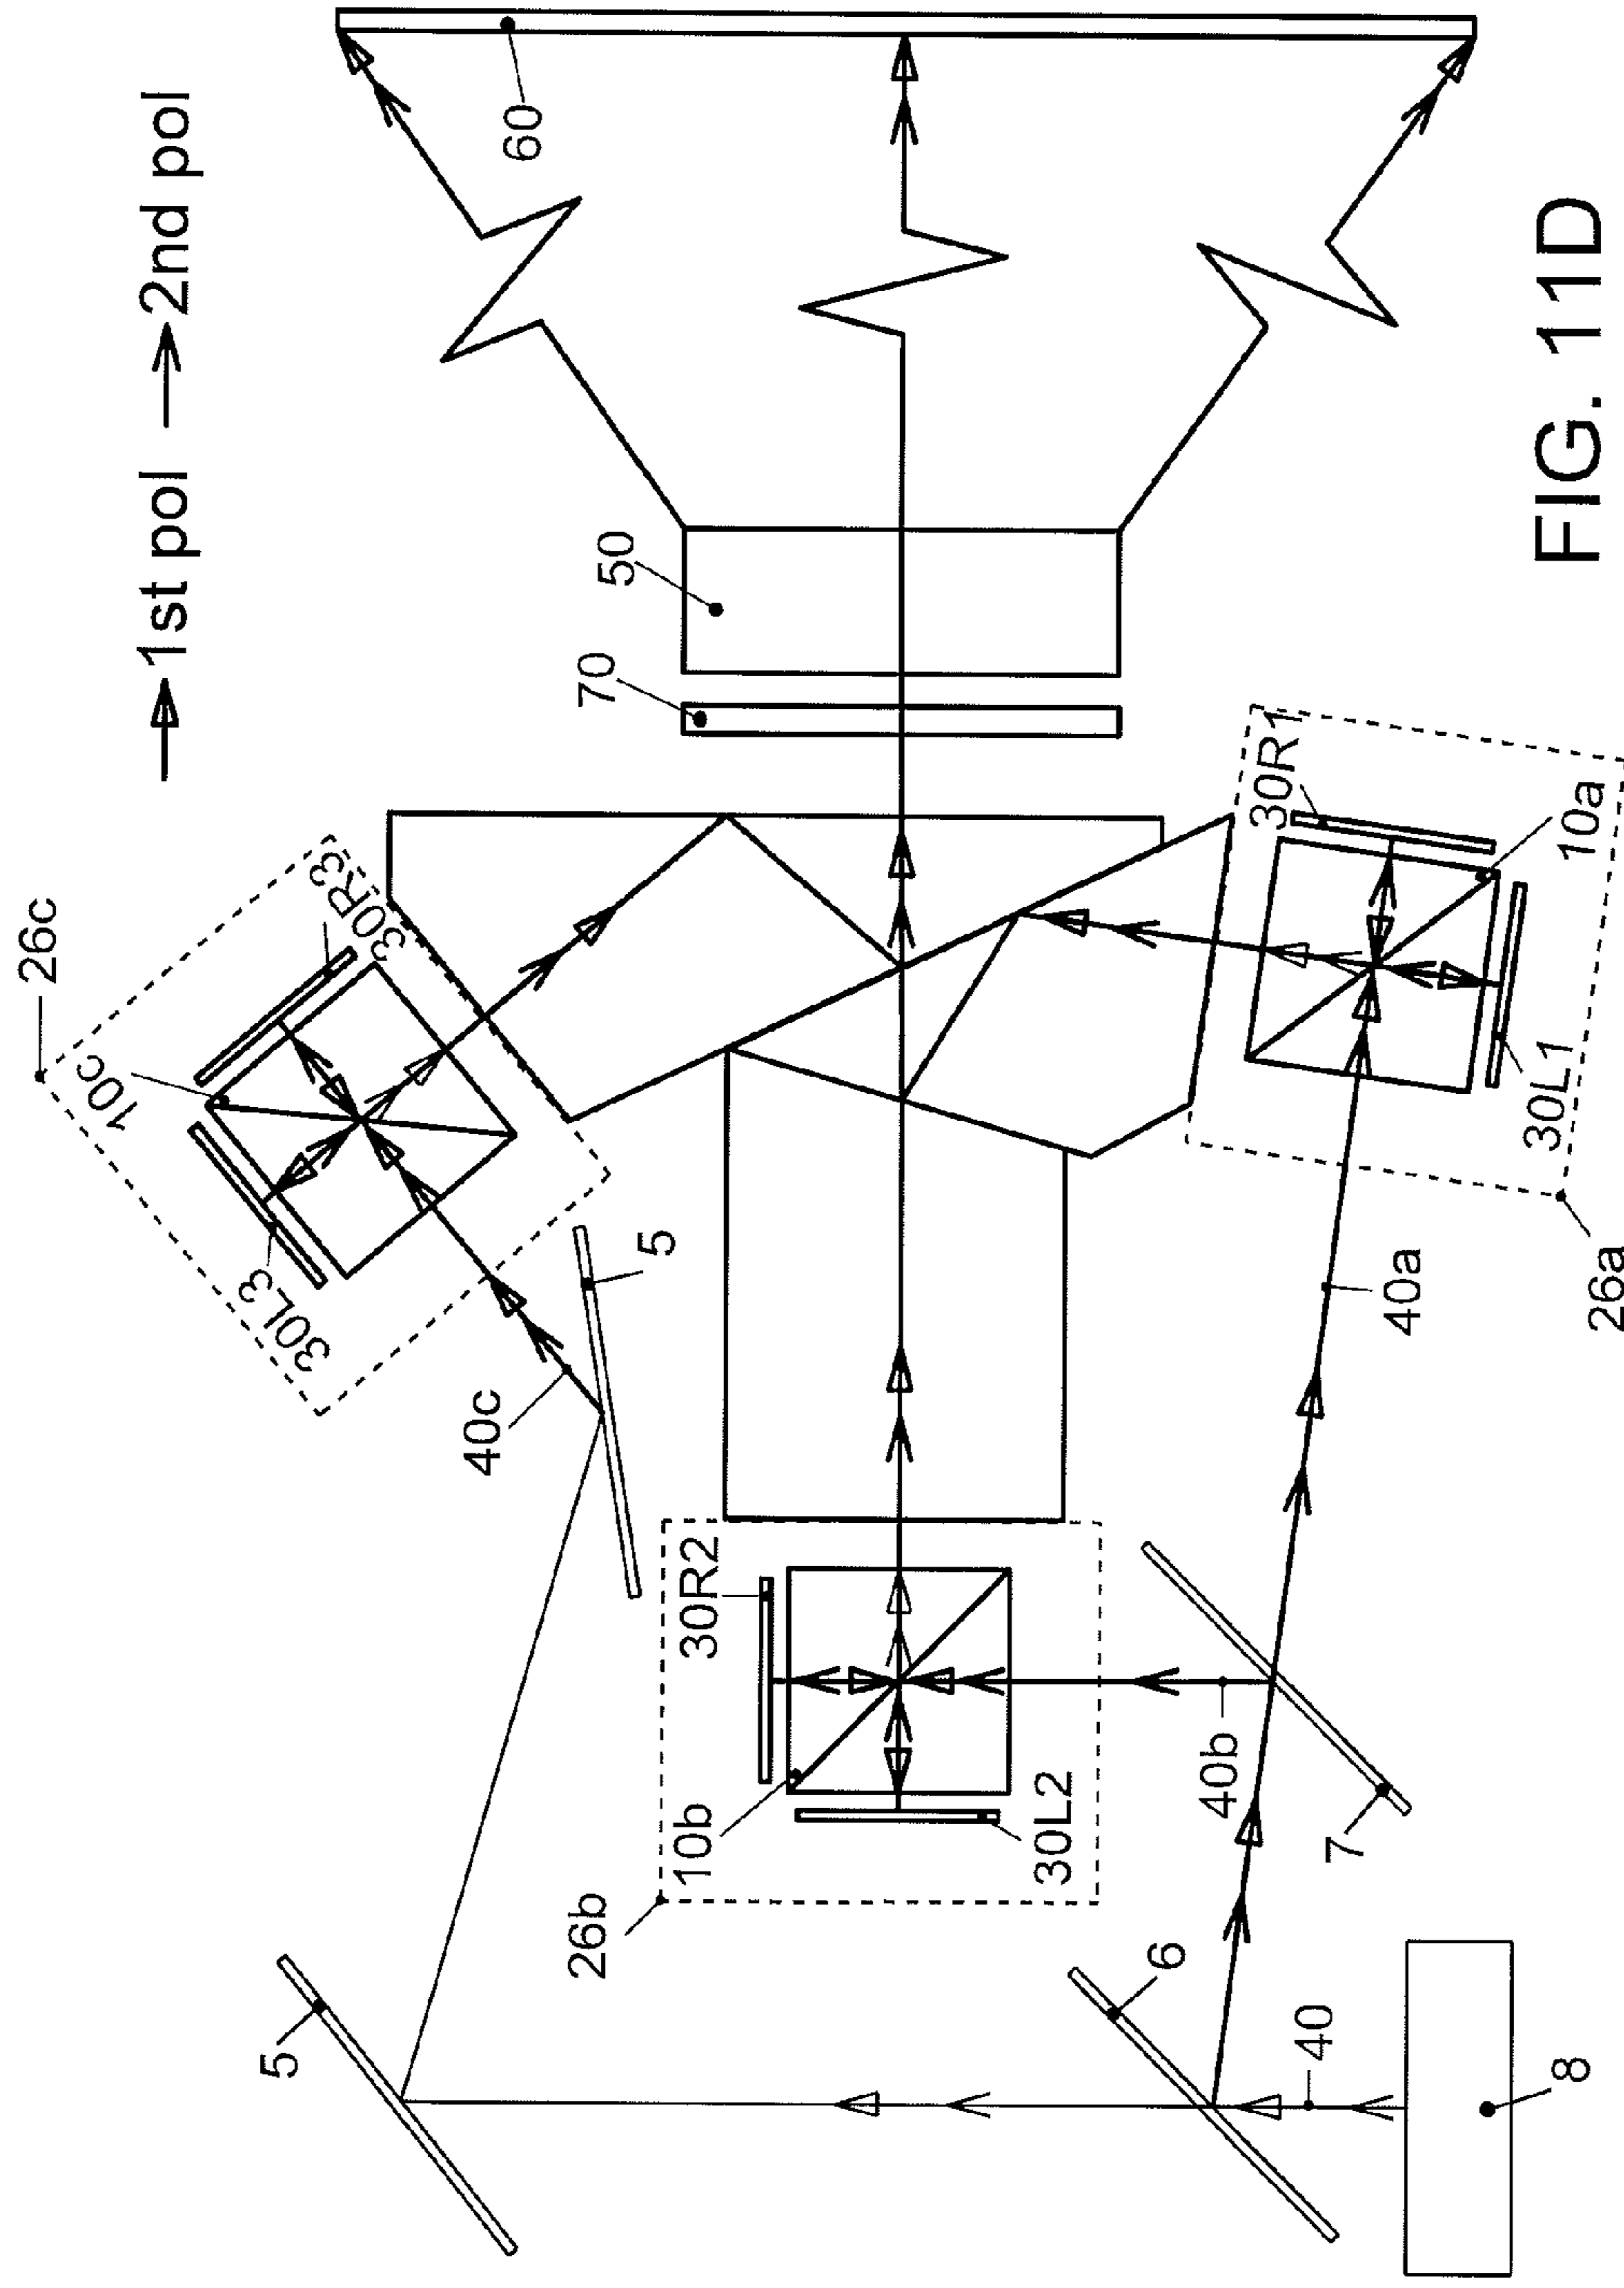 1st pol
2nd pol
60
50
70
26c
10c
30R3
30L3
5
40c
30R1
10a
30L1
40a
26a
30R2
10b
30L2
26b
40b
7
5
6
40
8
FIG. 11D